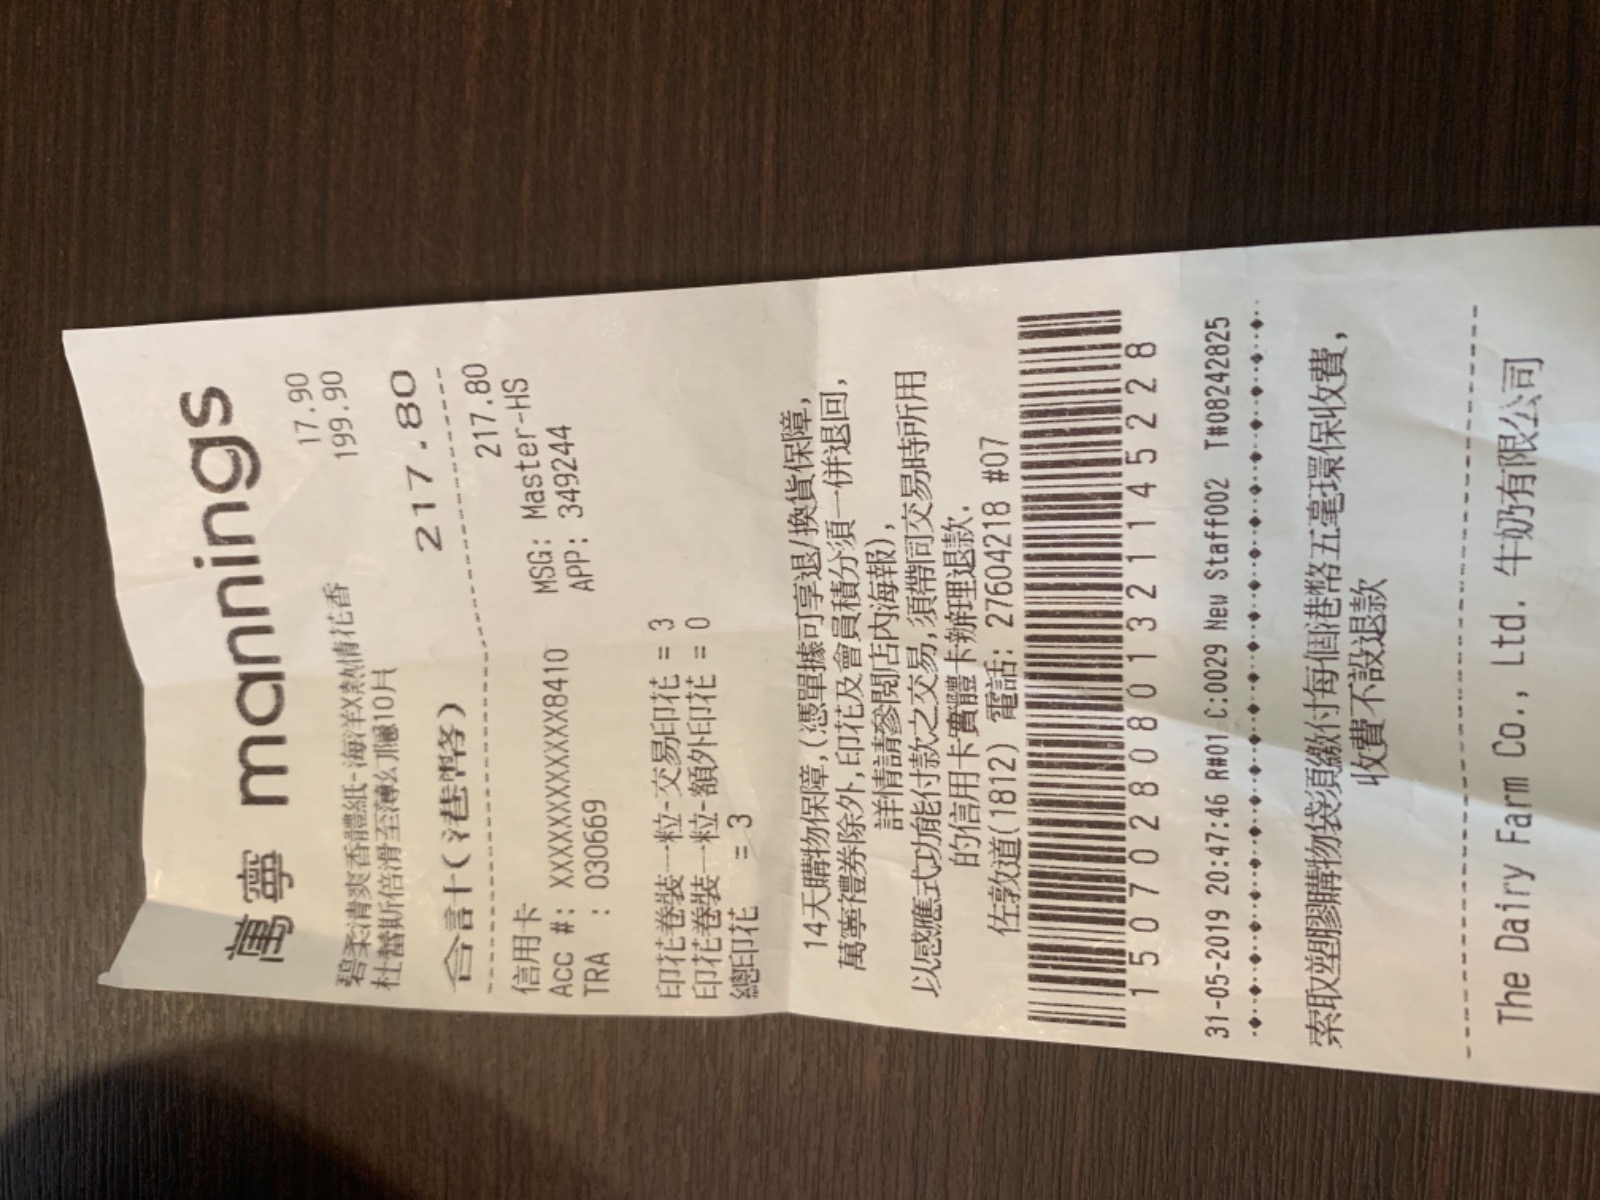 萬寧 mannings
碧柔清爽香體紙-海洋X熱情花香 17.90
杜蕾斯倍滑至薄幻隱10片 199.90
合計(港幣) 217.80
信用卡 217.80
Acc #: XXXXXXXXXXXX8410 MSG: Master-HS
TRA : 030669 APP: 349244
印花卷裝一粒-交易印花 = 3
印花卷裝一粒-額外印花 = 0
總印花 = 3
14天購物保障,(憑單據可享退/換貨保障,
萬寧禮券除外,印花及會員積分須一併退回,
詳情請參閱店內海報),
以感應式功能付款之交易,須帶同交易時所用
的信用卡實體卡辦理退款.
佐敦道(1812) 電話: 27604218 #07
150702808013211145228
31-05-2019 20:47:46 R#01 C:0029 New Staff002 T#08242825
索取塑膠購物袋須繳付每個港幣五毫環保收費,
收費不設退款
The Dairy Farm Co., Ltd. 牛奶有限公司